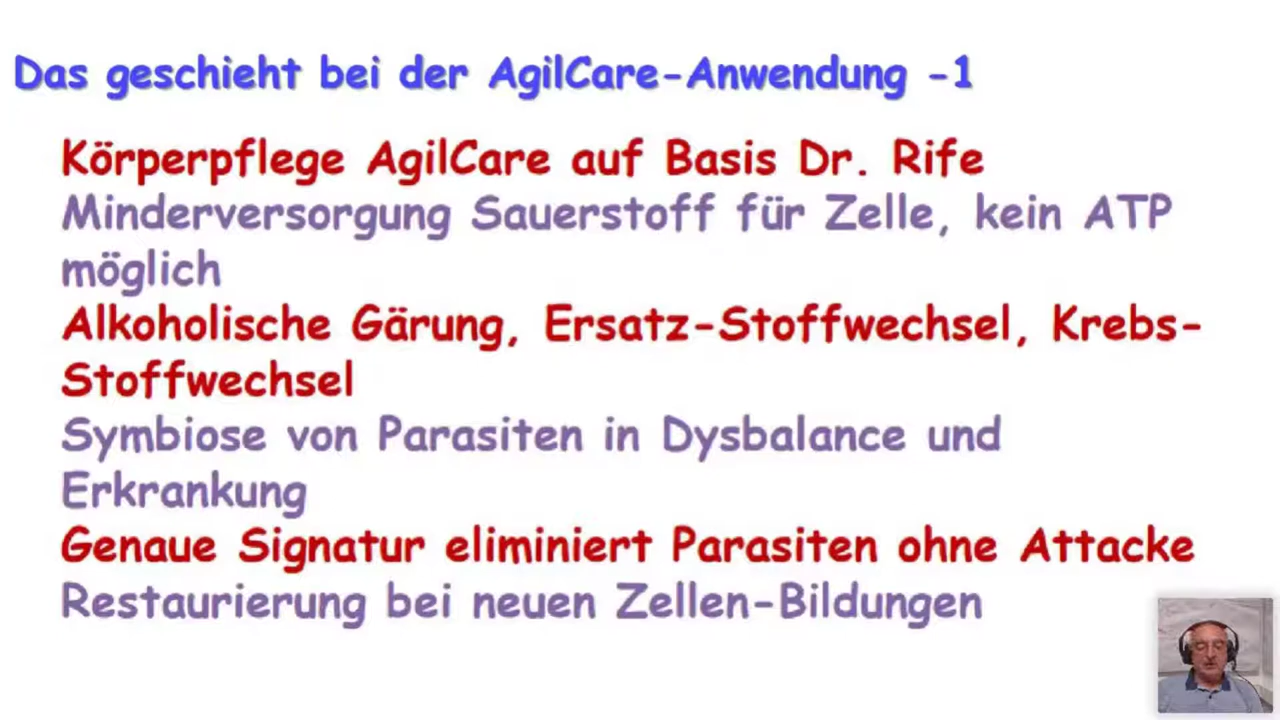 Das geschieht bei der AgilCare-Anwendung -1
Körperpflege AgilCare auf Basis Dr. Rife
Minderversorgung Sauerstoff für Zelle, kein ATP
möglich
Alkoholische Gärung, Ersatz-Stoffwechsel, Krebs-
Stoffwechsel
Symbiose von Parasiten in Dysbalance und
Erkrankung
Genaue Signatur eliminiert Parasiten ohne Attacke
Restaurierung bei neuen Zellen-Bildungen